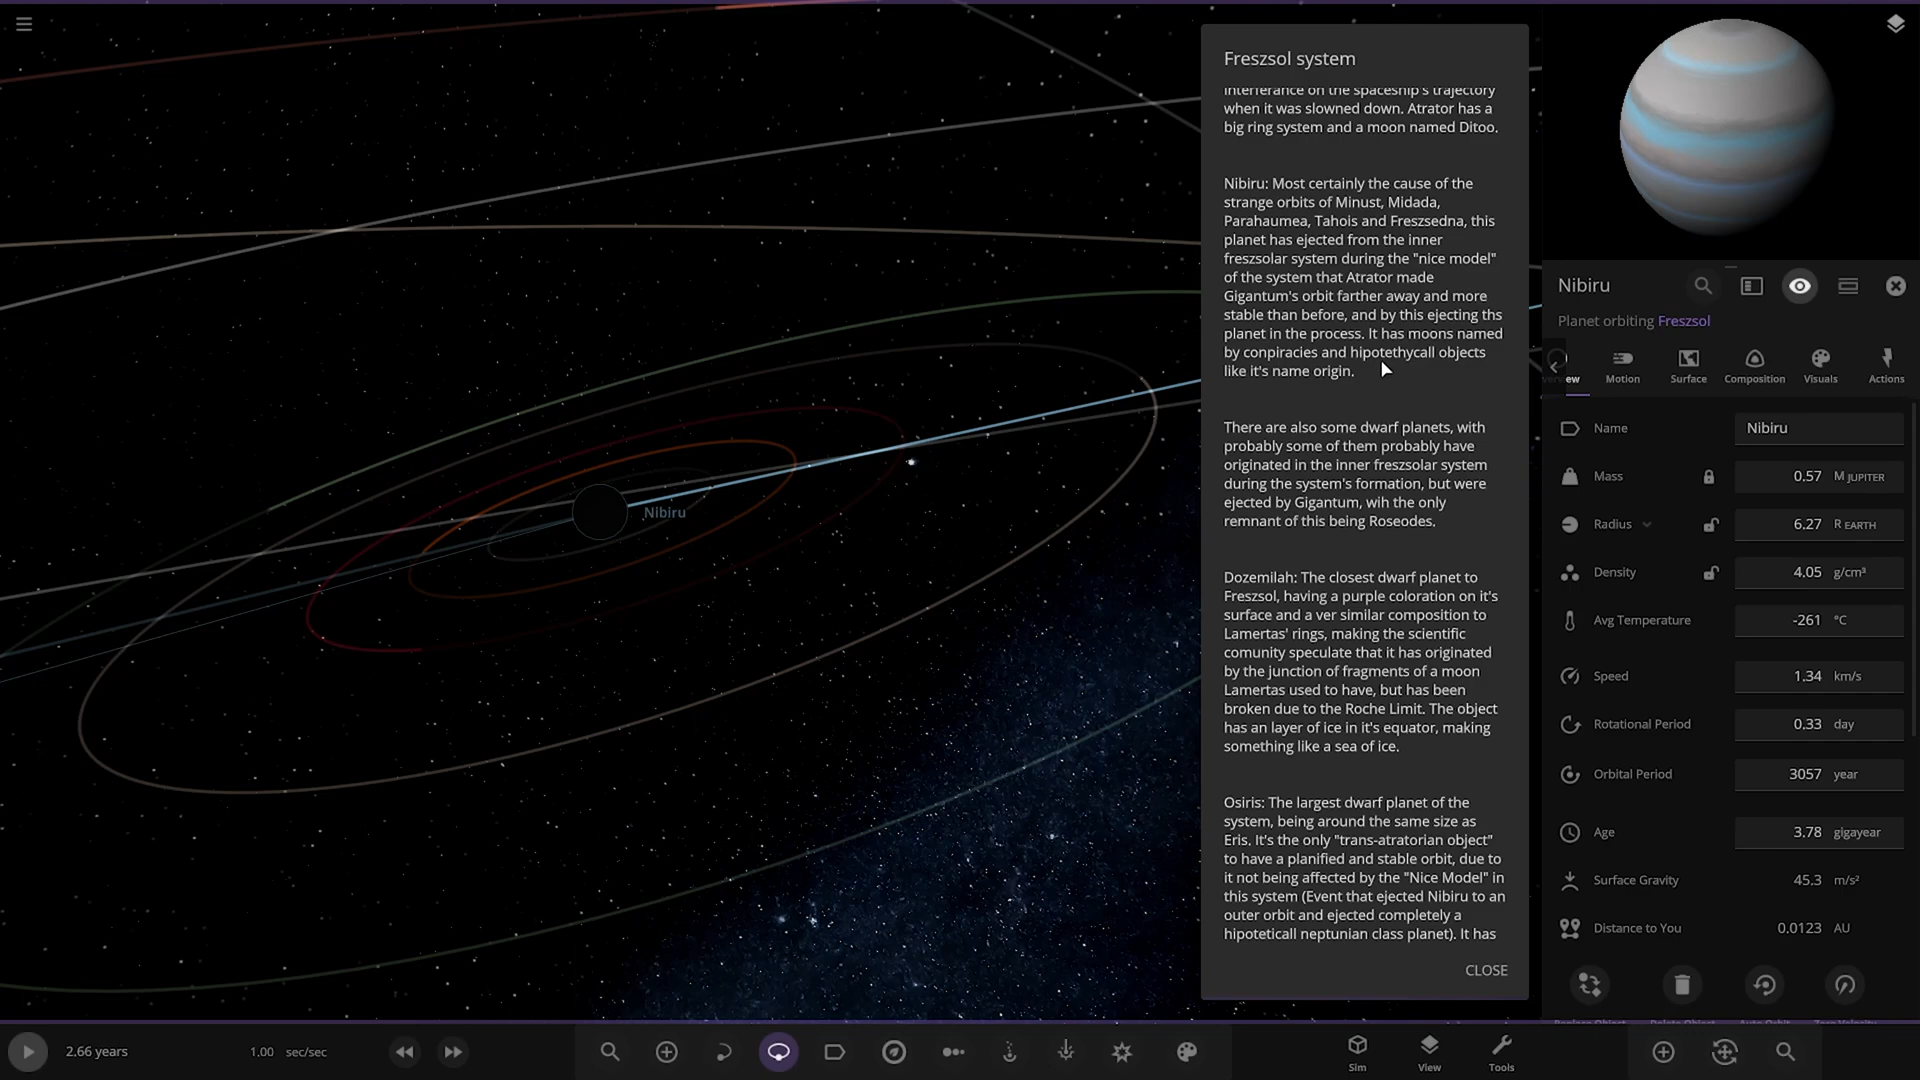 Freszsol system
interferance on the spaceship's trajectory
when it was slowned down. Atrator has a
big ring system and a moon named Ditoo.
Nibiru: Most certainly the cause of the
strange orbits of Minust, Midada,
Parahaumea, Tahois and Freszsedna, this
planet has ejected from the inner
freszsolar system during the "nice model"
of the system that Atrator made
Gigantum's orbit farther away and more
stable than before, and by this ejecting ths
planet in the process. It has moons named
by conpiracies and hipotethycall objects
like it's name origin.
There are also some dwarf planets, with
probably some of them probably have
originated in the inner freszsolar system
during the system's formation, but were
ejected by Gigantum, wih the only
remnant of this being Roseodes.
Dozemilah: The closest dwarf planet to
Freszsol, having a purple coloration on it's
surface and a ver similar composition to
Lamertas' rings, making the scientific
comunity speculate that it has originated
by the junction of fragments of a moon
Lamertas used to have, but has been
broken due to the Roche Limit. The object
has an layer of ice in it's equator, making
something like a sea of ice.
Osiris: The largest dwarf planet of the
system, being around the same size as
Eris. It's the only "trans-atratorian object"
to have a planified and stable orbit, due to
it not being affected by the "Nice Model" in
this system (Event that ejected Nibiru to an
outer orbit and ejected completely a
hipoteticall neptunian class planet). It has
CLOSE
Nibiru
Nibiru
Planet orbiting Freszsol
Motion Surface Composition Visuals Actions
Name Nibiru
Mass 0.57 M JUPITER
Radius 6.27 R EARTH
Density 4.05 g/cm³
Avg Temperature -261 °C
Speed 1.34 km/s
Rotational Period 0.33 day
Orbital Period 3057 year
Age 3.78 gigayear
Surface Gravity 45.3 m/s²
Distance to You 0.0123 AU
2.66 years 1.00 sec/sec
Sim View Tools